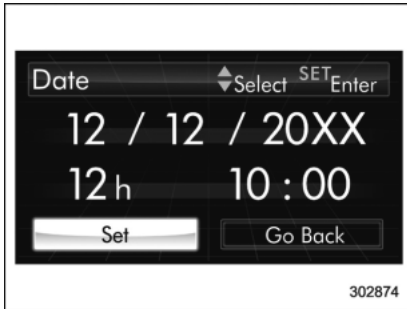 Date Select SET Enter
12 / 12 / 20XX
12h 10:00
Set Go Back
302874